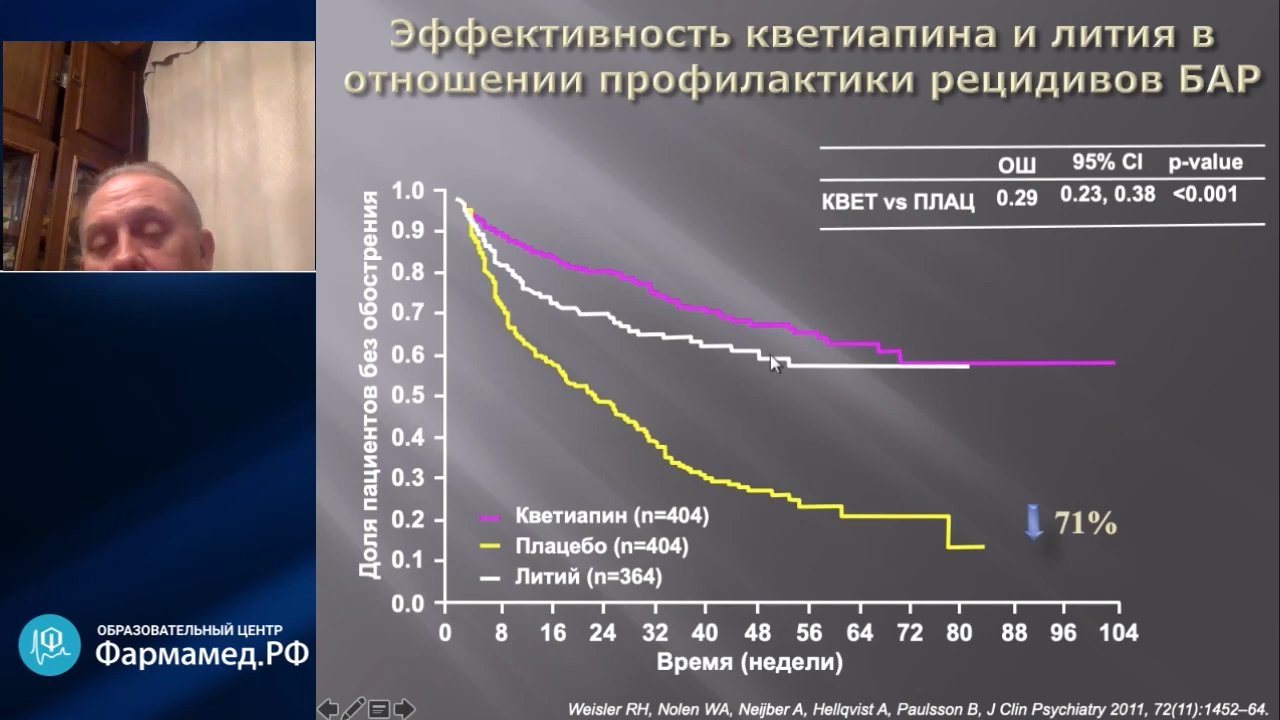 Эффективность кветиапина и лития в
отношении профилактики рецидивов БАР
ОШ 95% CI p-value
КВЕТ vs ПЛАЦ 0.29 0.23, 0.38 <0.001
Доля пациентов без обострения
1.0
0.9
0.8
0.7
0.6
0.5
0.4
0.3
0.2
0.1
0.0
Кветиапин (n=404)
Плацебо (n=404)
Литий (n=364)
71%
0 8 16 24 32 40 48 56 64 72 80 88 96 104
Время (недели)
Weisler RH, Nolen WA, Neijber A, Hellqvist A, Paulsson B, J Clin Psychiatry 2011, 72(11):1452–64.
ОБРАЗОВАТЕЛЬНЫЙ ЦЕНТР
Фармамед.РФ